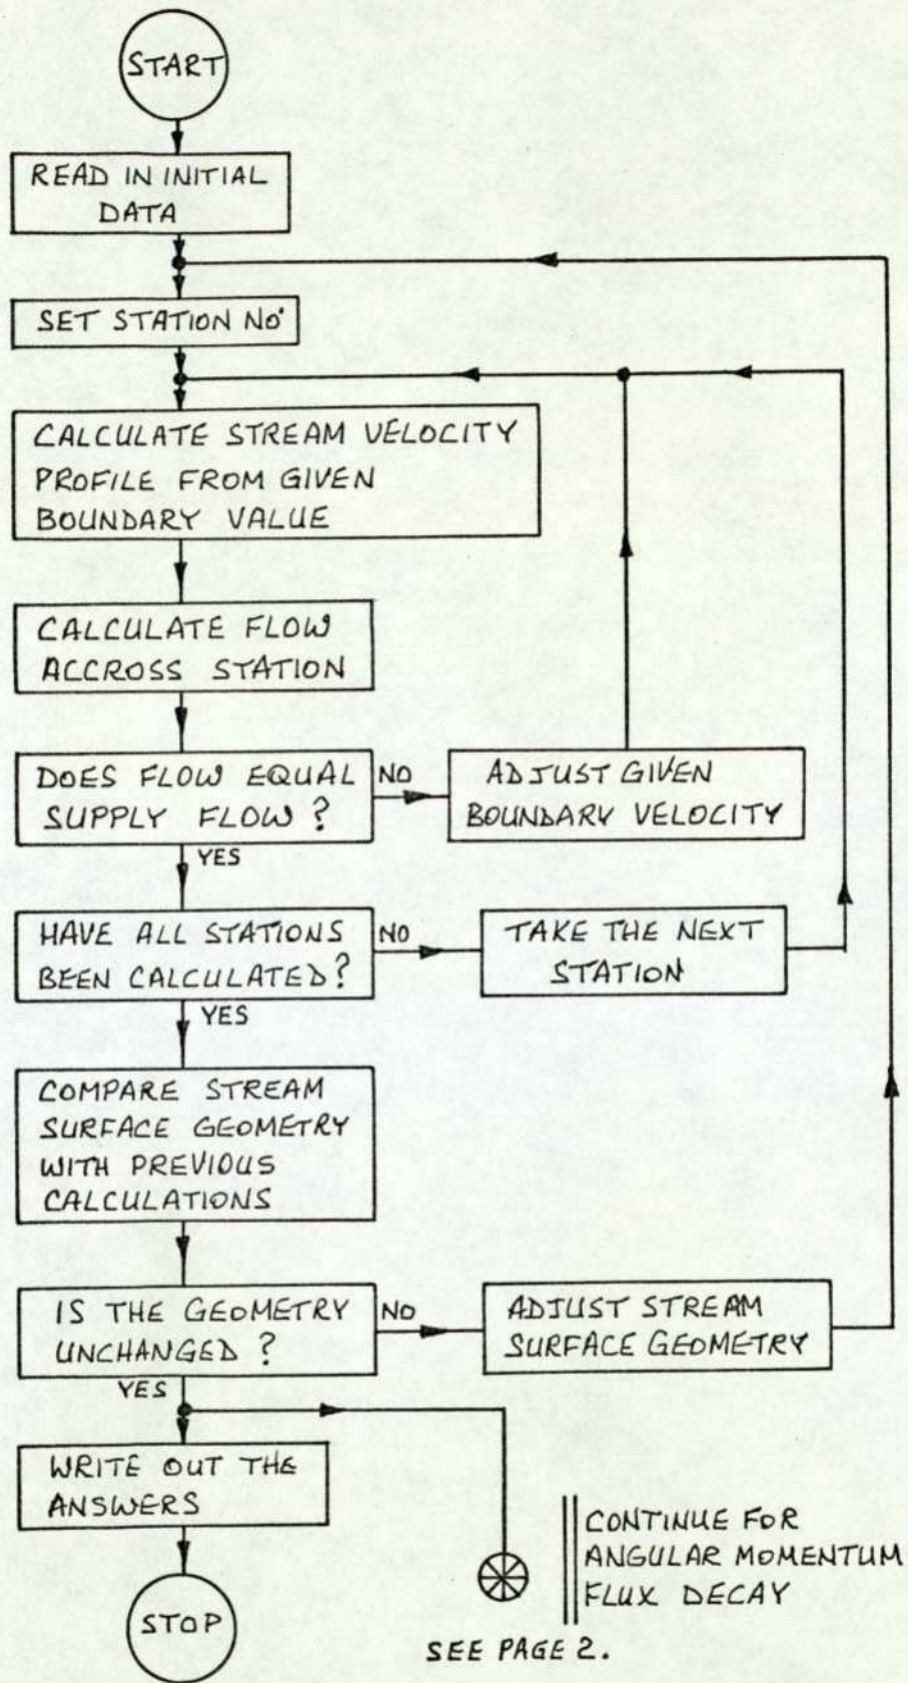 START
READ IN INITIAL
DATA
SET STATION NO.
CALCULATE STREAM VELOCITY
PROFILE FROM GIVEN
BOUNDARY VALUE
CALCULATE FLOW
ACCROSS STATION
DOES FLOW EQUAL
SUPPLY FLOW ?
NO
ADJUST GIVEN
BOUNDARY VELOCITY
YES
HAVE ALL STATIONS
BEEN CALCULATED?
NO
TAKE THE NEXT
STATION
YES
COMPARE STREAM
SURFACE GEOMETRY
WITH PREVIOUS
CALCULATIONS
IS THE GEOMETRY
UNCHANGED ?
NO
ADJUST STREAM
SURFACE GEOMETRY
YES
WRITE OUT THE
ANSWERS
STOP
CONTINUE FOR
ANGULAR MOMENTUM
FLUX DECAY
SEE PAGE 2.